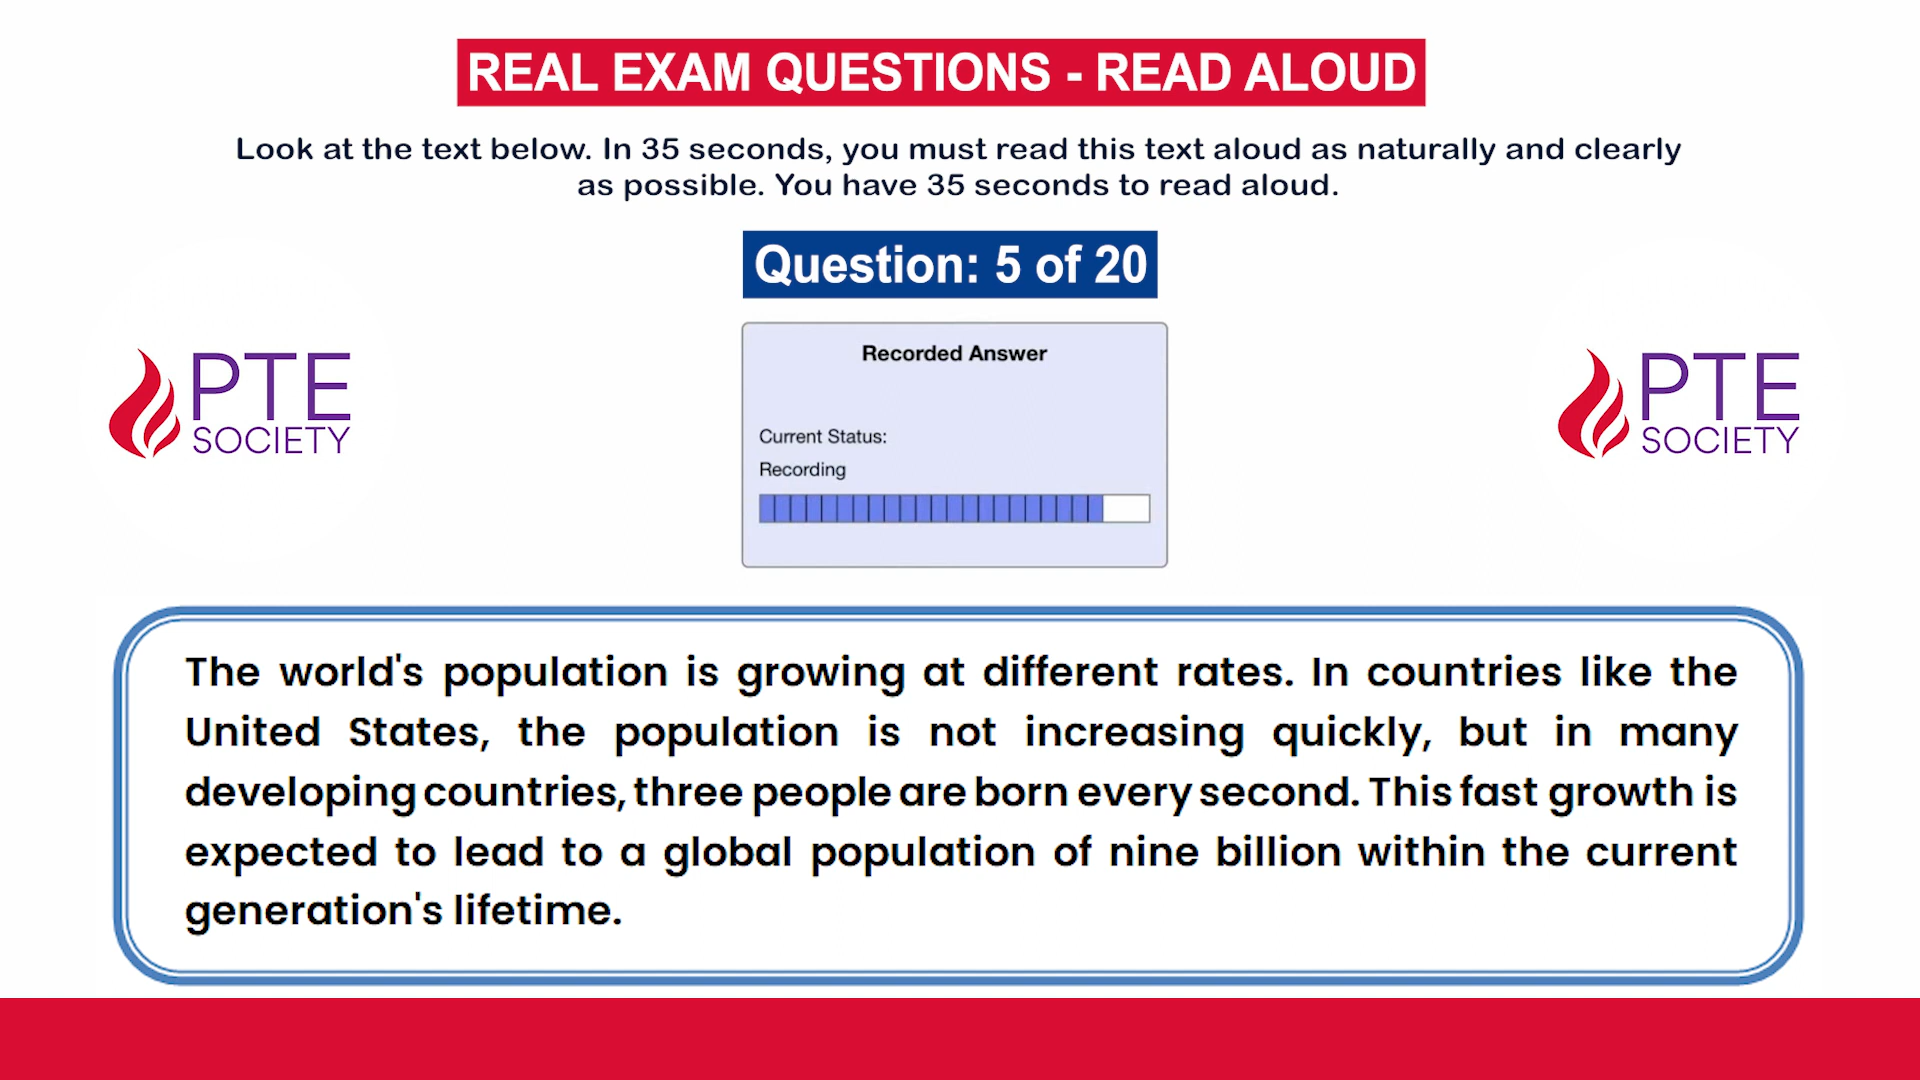 REAL EXAM QUESTIONS - READ ALOUD
Look at the text below. In 35 seconds, you must read this text aloud as naturally and clearly
as possible. You have 35 seconds to read aloud.
Question: 5 of 20
PTE
SOCIETY
Recorded Answer
Current Status:
Recording
PTE
SOCIETY
The world's population is growing at different rates. In countries like the
United States, the population is not increasing quickly, but in many
developing countries, three people are born every second. This fast growth is
expected to lead to a global population of nine billion within the current
generation's lifetime.